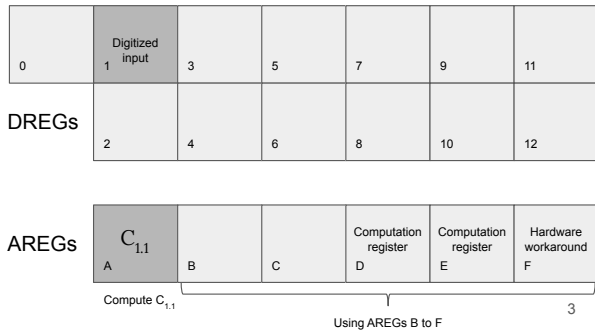 Digitized
input
0 1 3 5 7 9 11
DREGs
2 4 6 8 10 12
AREGs
C1.1
Computation
register
Computation
register
Hardware
workaround
A B C D E F
Compute C1.1
Using AREGs B to F
3